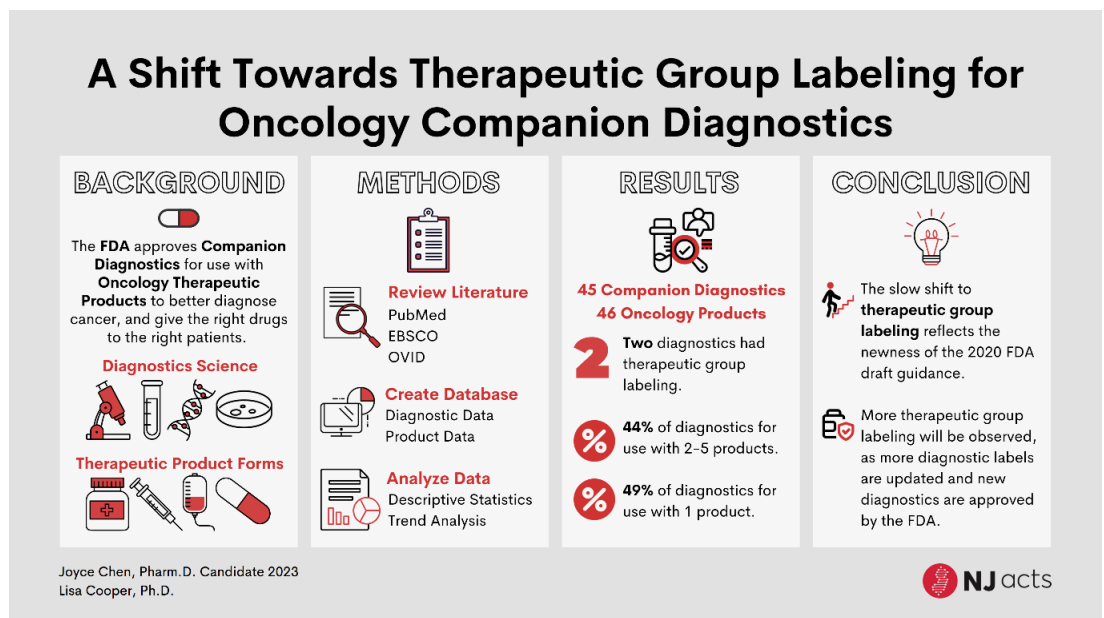 A Shift Towards Therapeutic Group Labeling for
Oncology Companion Diagnostics
BACKGROUND
The FDA approves Companion
Diagnostics for use with
Oncology Therapeutic
Products to better diagnose
cancer, and give the right drugs
to the right patients.
Diagnostics Science
Therapeutic Product Forms
METHODS
Review Literature
PubMed
EBSCO
OVID
Create Database
Diagnostic Data
Product Data
Analyze Data
Descriptive Statistics
Trend Analysis
RESULTS
45 Companion Diagnostics
46 Oncology Products
2
Two diagnostics had
therapeutic group
labeling.
%
44% of diagnostics for
use with 2-5 products.
%
49% of diagnostics for
use with 1 product.
CONCLUSION
The slow shift to
therapeutic group
labeling reflects the
newness of the 2020 FDA
draft guidance.
More therapeutic group
labeling will be observed,
as more diagnostic labels
are updated and new
diagnostics are approved
by the FDA.
Joyce Chen, Pharm.D. Candidate 2023
Lisa Cooper, Ph.D.
NJ acts